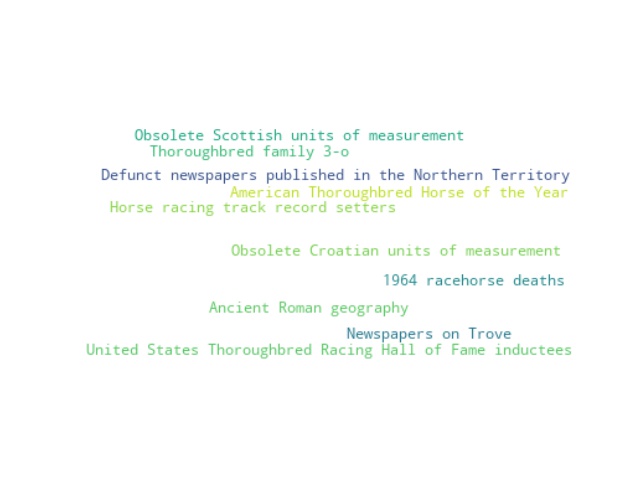 Obsolete Scottish units of measurement
Thoroughbred family 3-o
Defunct newspapers published in the Northern Territory
American Thoroughbred Horse of the Year
Horse racing track record setters
Obsolete Croatian units of measurement
1964 racehorse deaths
Ancient Roman geography
Newspapers on Trove
United States Thoroughbred Racing Hall of Fame inductees